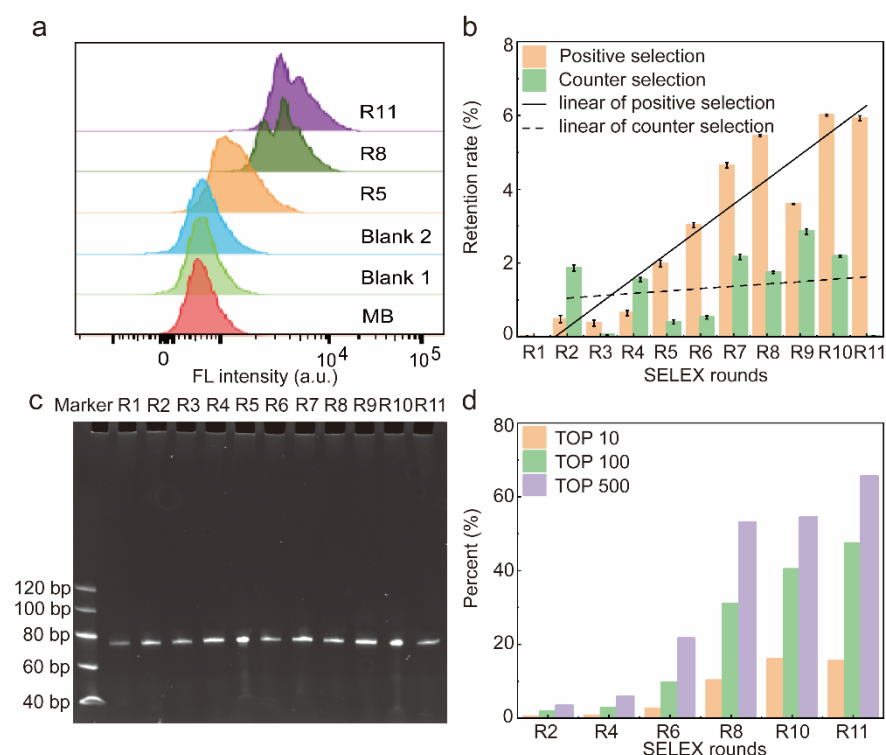 a
R11
R8
R5
Blank 2
Blank 1
MB
0 10^4 10^5
FL intensity (a.u.)
b
Positive selection
Counter selection
linear of positive selection
linear of counter selection
8
6
4
2
0
Retention rate (%)
R1 R2 R3 R4 R5 R6 R7 R8 R9 R10 R11
SELEX rounds
c
Marker R1 R2 R3 R4 R5 R6 R7 R8 R9 R10 R11
120 bp
100 bp
80 bp
60 bp
40 bp
d
TOP 10
TOP 100
TOP 500
80
60
40
20
0
Percent (%)
R2 R4 R6 R8 R10 R11
SELEX rounds